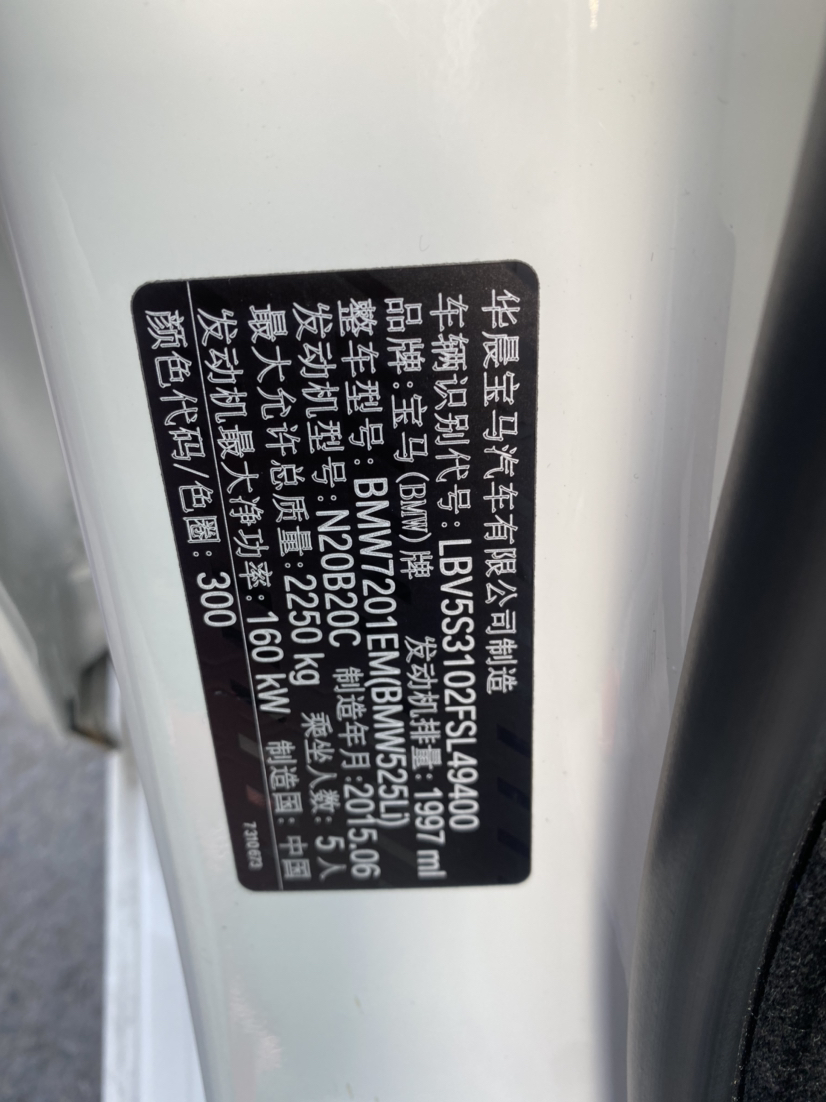 华晨宝马汽车有限公司制造
车辆识别代号:LBV5S3102FSL49400
品牌:宝马(BMW)牌 发动机排量:1997 ml
整车型号:BMW7201EM(BMW525Li)
发动机型号:N20B20C 制造年月:2015.06
最大允许总质量:2250 kg 乘坐人数:5人
发动机最大净功率:160 kW 制造国:中国
颜色代码/色圈:300 7310673